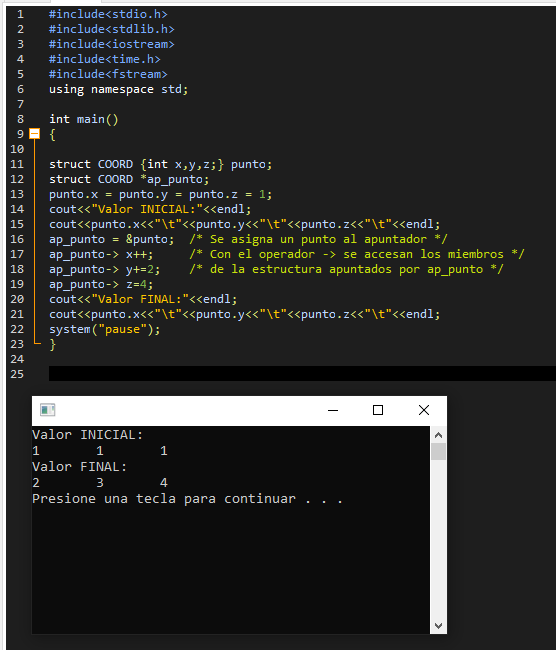 1 #include<stdio.h>
2 #include<stdlib.h>
3 #include<iostream>
4 #include<time.h>
5 #include<fstream>
6 using namespace std;
7
8 int main()
9 {
10
11 struct COORD {int x,y,z;} punto;
12 struct COORD *ap_punto;
13 punto.x = punto.y = punto.z = 1;
14 cout<<"Valor INICIAL:"<<endl;
15 cout<<punto.x<<"\t"<<punto.y<<"\t"<<punto.z<<"\t"<<endl;
16 ap_punto = &punto;  /* Se asigna un punto al apuntador */
17 ap_punto-> x++;     /* Con el operador -> se accesan los miembros */
18 ap_punto-> y+=2;    /* de la estructura apuntados por ap_punto */
19 ap_punto-> z=4;
20 cout<<"Valor FINAL:"<<endl;
21 cout<<punto.x<<"\t"<<punto.y<<"\t"<<punto.z<<"\t"<<endl;
22 system("pause");
23 }
24
25
Valor INICIAL:
1       1       1
Valor FINAL:
2       3       4
Presione una tecla para continuar . . .